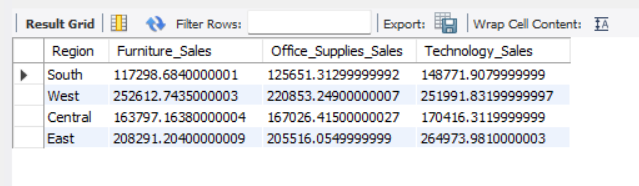 Result Grid Filter Rows: Export: Wrap Cell Content: IA
Region Furniture_Sales Office_Supplies_Sales Technology_Sales
South 117298.6840000001 125651.31299999992 148771.9079999999
West 252612.7435000003 220853.24900000007 251991.83199999997
Central 163797.16380000004 167026.41500000027 170416.3119999999
East 208291.20400000009 205516.0549999999 264973.9810000003